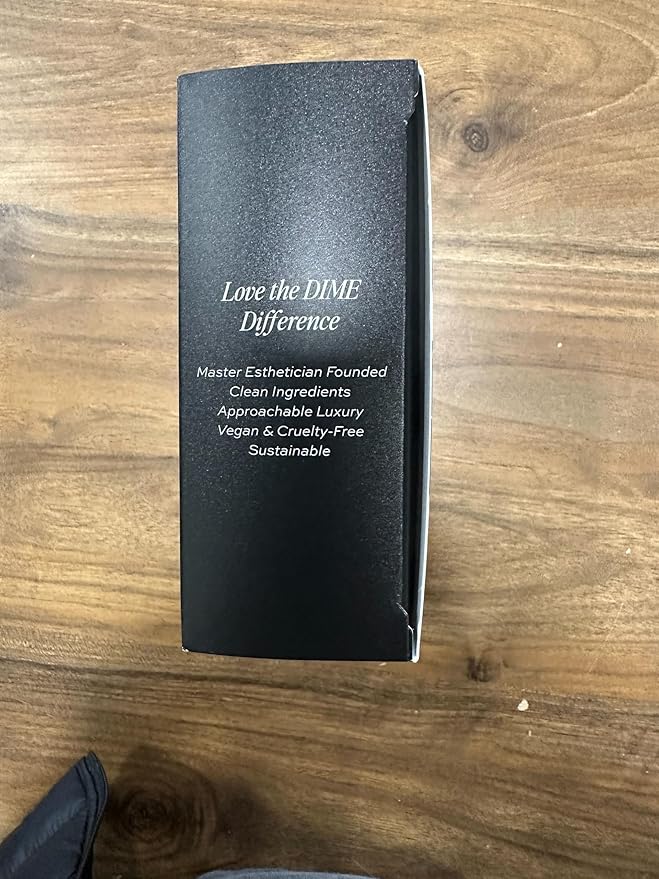 Love the DIME
Difference
Master Esthetician Founded
Clean Ingredients
Approachable Luxury
Vegan & Cruelty-Free
Sustainable